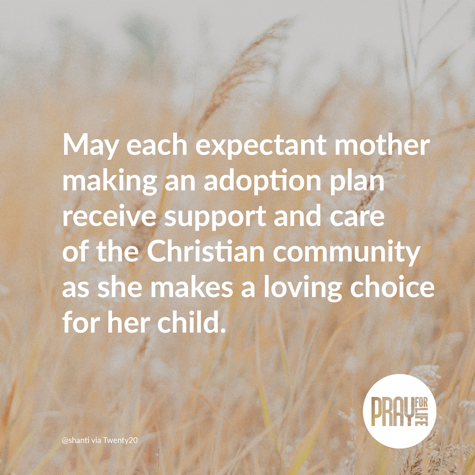 May each expectant mother
making an adoption plan
receive support and care
of the Christian community
as she makes a loving choice
for her child.
PRAY FOR LIFE
@shanti via Twenty20